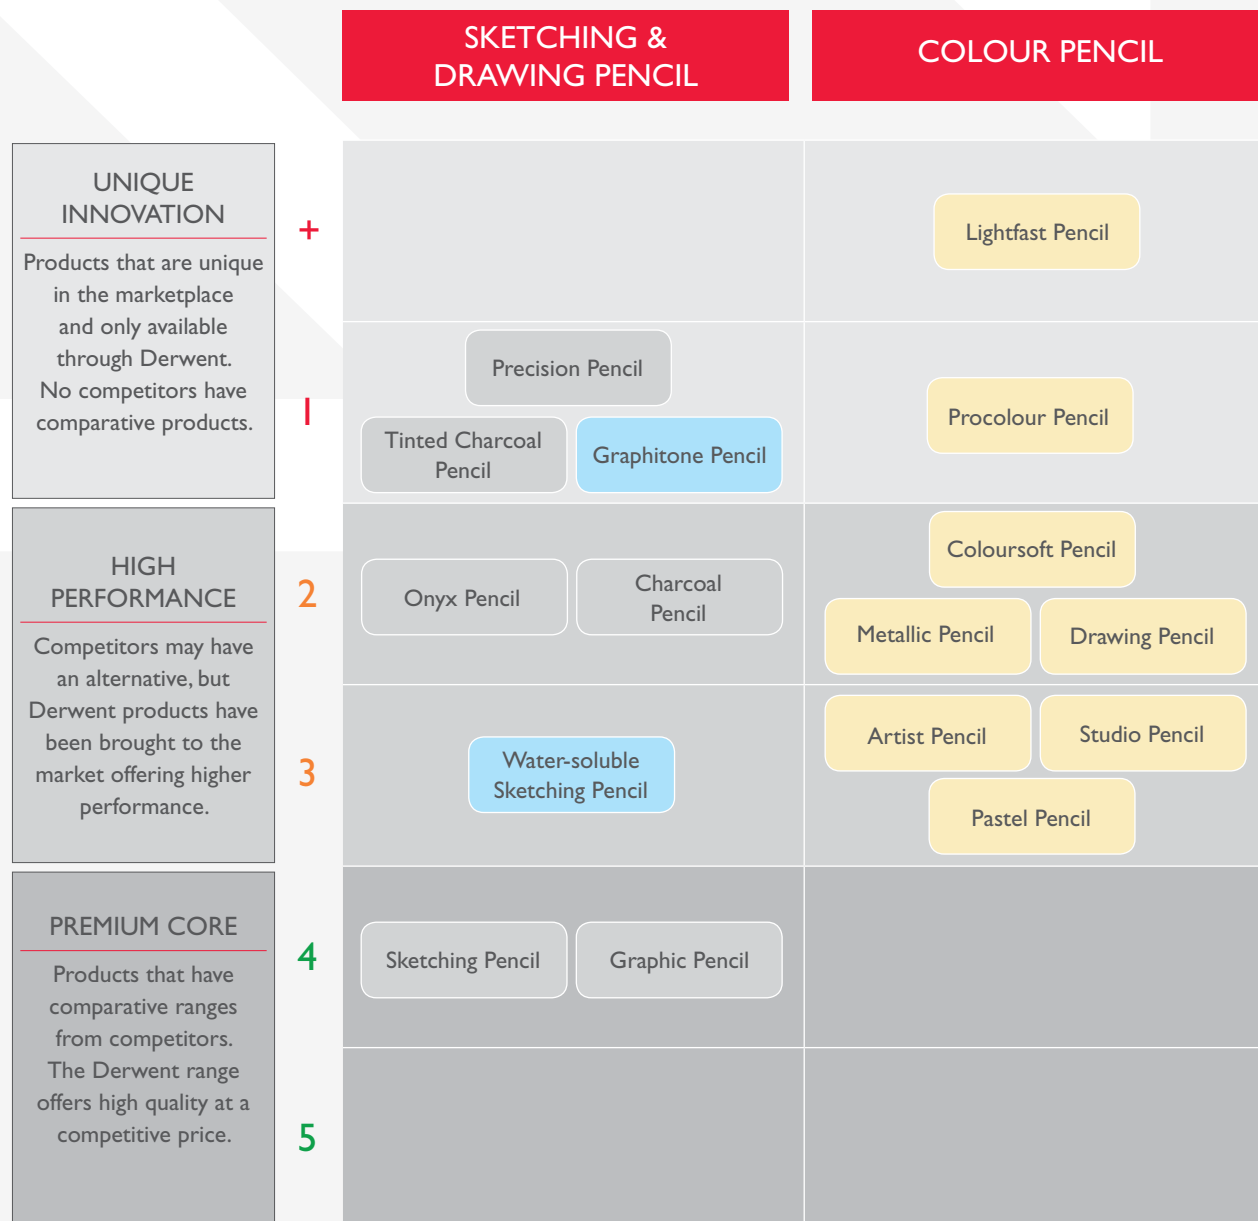 SKETCHING &
DRAWING PENCIL
COLOUR PENCIL
UNIQUE
INNOVATION
Products that are unique
in the marketplace
and only available
through Derwent.
No competitors have
comparative products.
+
Lightfast Pencil
1
Precision Pencil
Tinted Charcoal
Pencil
Graphitone Pencil
Procolour Pencil
HIGH
PERFORMANCE
Competitors may have
an alternative, but
Derwent products have
been brought to the
market offering higher
performance.
2
Onyx Pencil
Charcoal
Pencil
Coloursoft Pencil
Metallic Pencil
Drawing Pencil
3
Water-soluble
Sketching Pencil
Artist Pencil
Studio Pencil
Pastel Pencil
PREMIUM CORE
Products that have
comparative ranges
from competitors.
The Derwent range
offers high quality at a
competitive price.
4
Sketching Pencil
Graphic Pencil
5